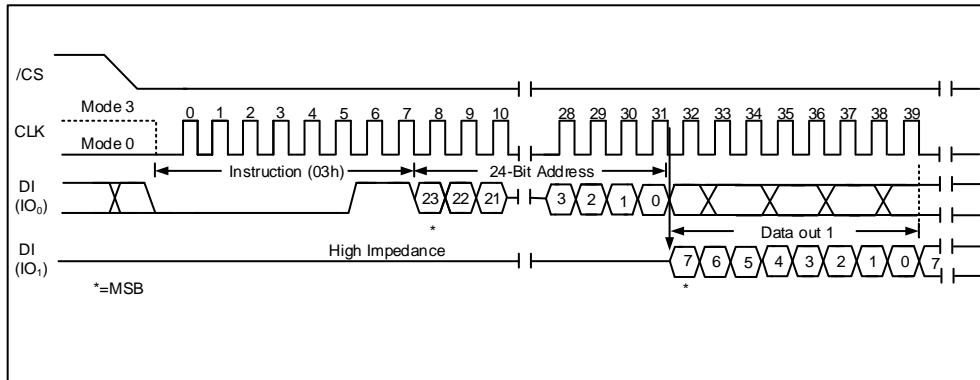 /CS
Mode 3
0 1 2 3 4 5 6 7 8 9 10 28 29 30 31 32 33 34 35 36 37 38 39
CLK
Mode 0
Instruction (03h) 24-Bit Address
DI
(IO0)
23 22 21 3 2 1 0
*
Data out 1
DI
(IO1)
High Impedance
7 6 5 4 3 2 1 0 7
*
*=MSB